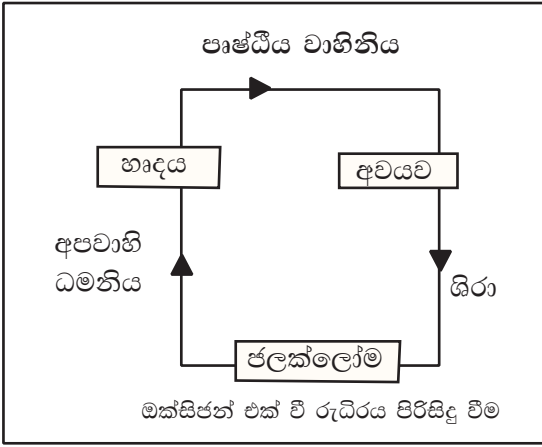 පෘෂ්ඨීය වාහිනිය
හෘදය
අවයව
අපවාහි
ධමනිය
ශිරා
ජලක්ලෝම
ඔක්සිජන් එක් වී රුධිරය පිරිසිදු වීම